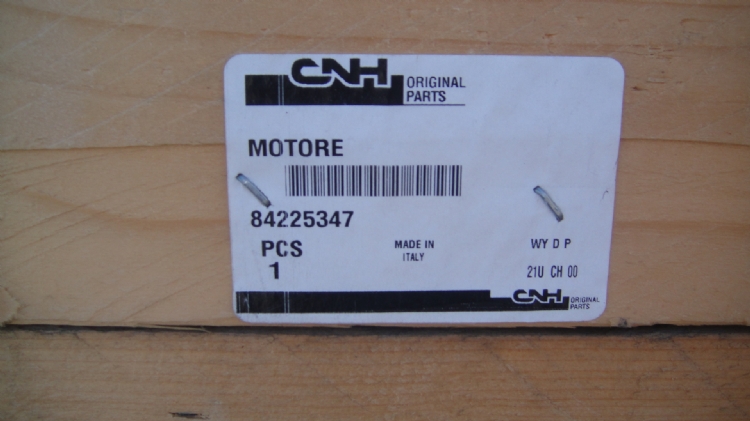 CNH ORIGINAL PARTS
MOTORE
84225347
PCS MADE IN ITALY WY D P
1 21U CH 00
CNH ORIGINAL PARTS